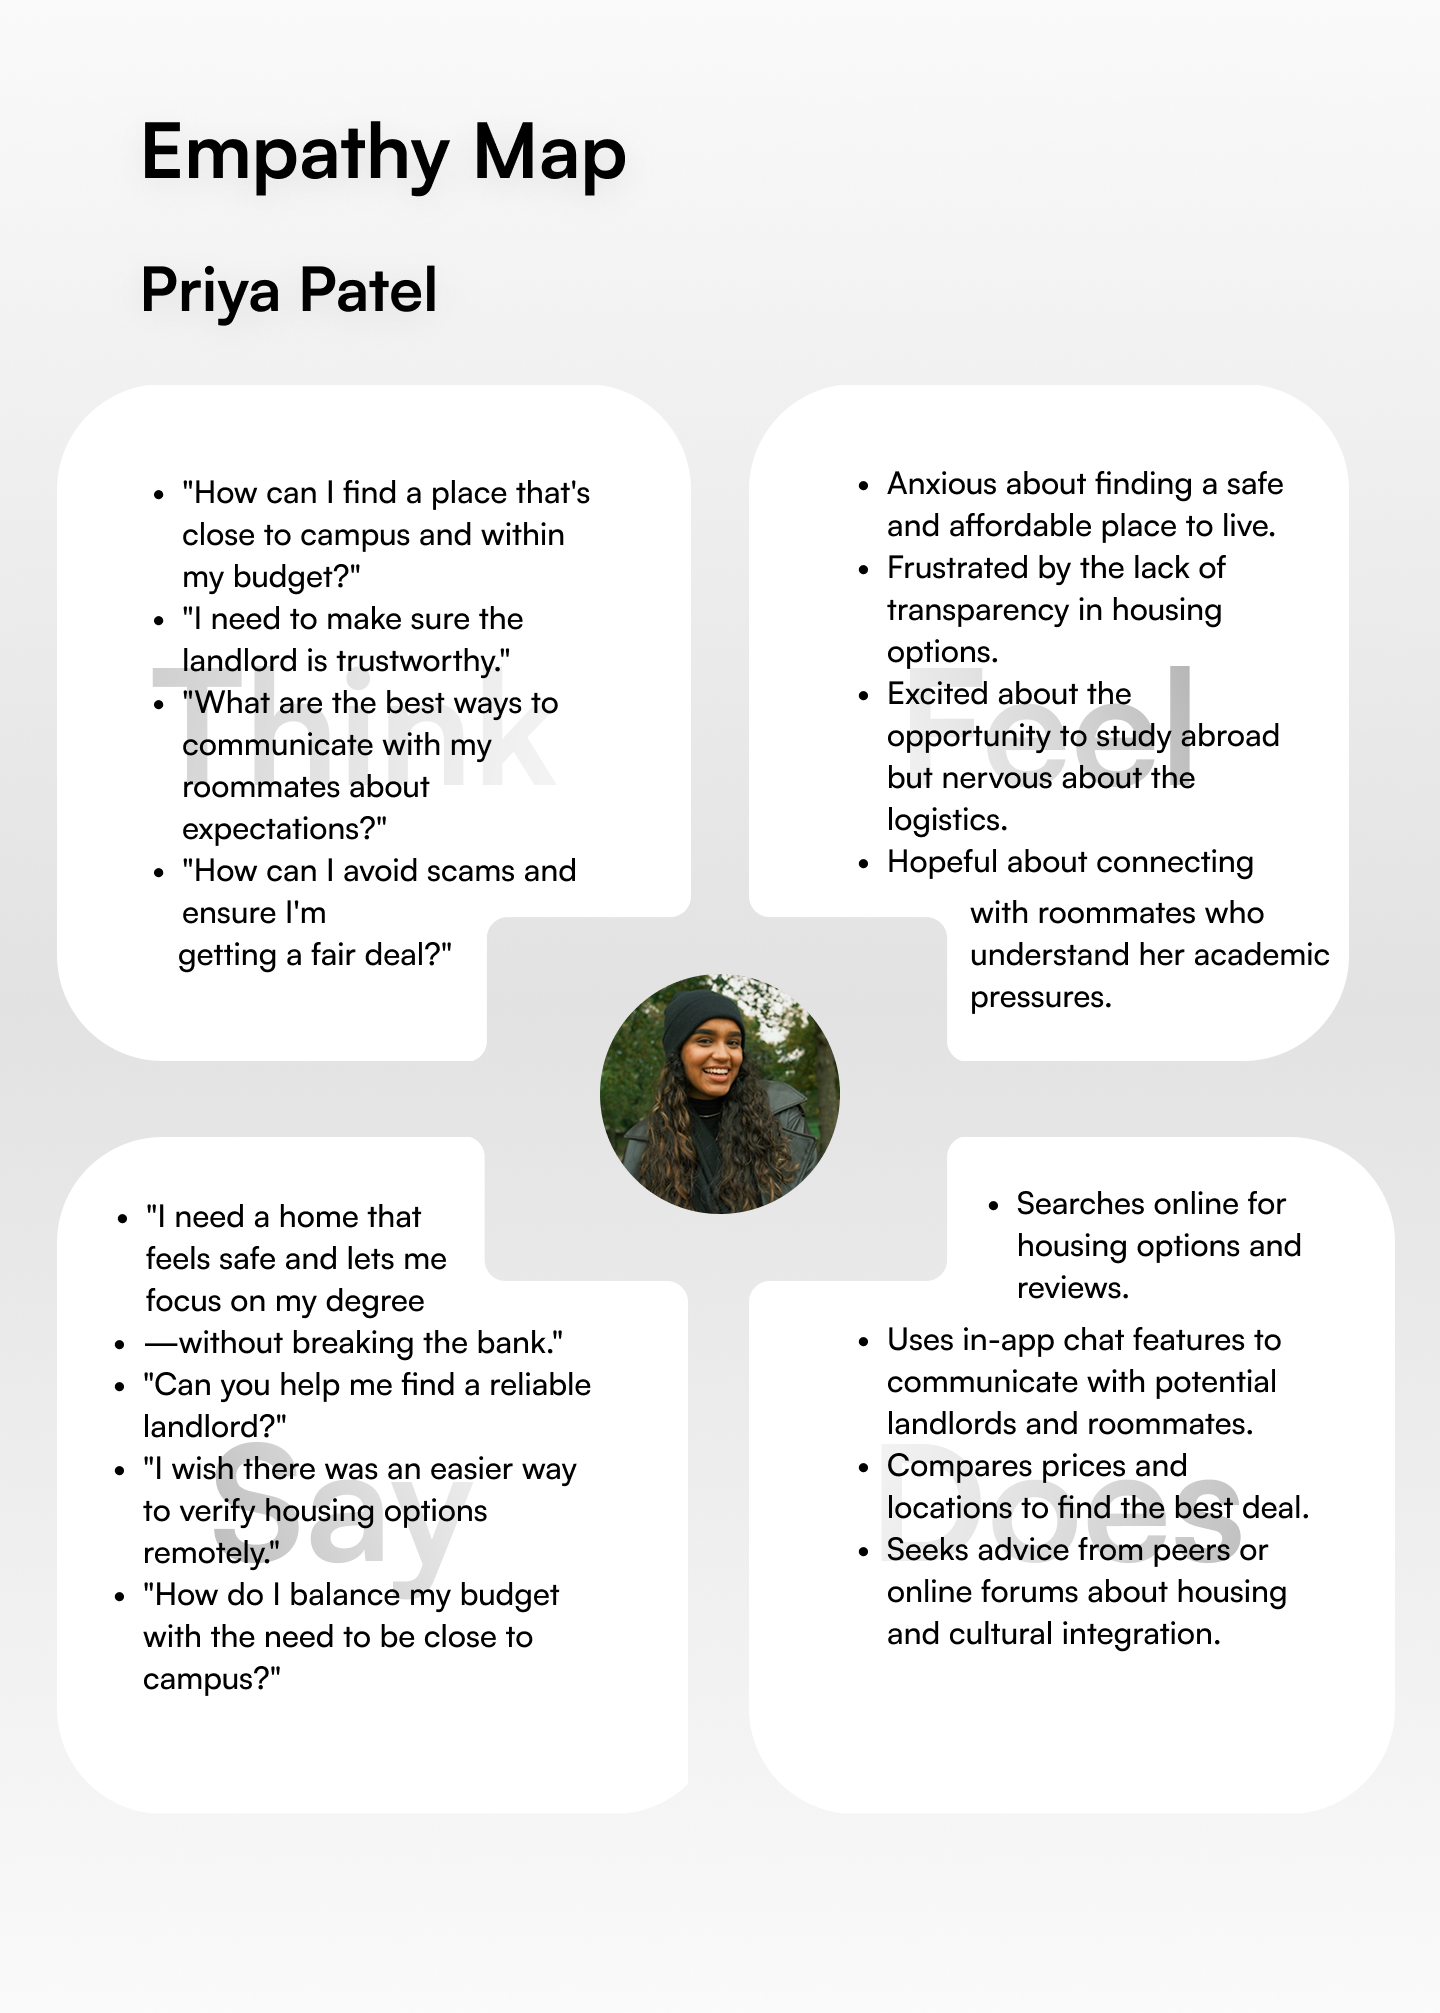 Empathy Map
Priya Patel
• "How can I find a place that's
close to campus and within
my budget?"
• "I need to make sure the
landlord is trustworthy."
• "What are the best ways to
communicate with my
roommates about
expectations?"
• "How can I avoid scams and
ensure I'm
getting a fair deal?"
Think
• Anxious about finding a safe
and affordable place to live.
• Frustrated by the lack of
transparency in housing
options.
• Excited about the
opportunity to study abroad
but nervous about the
logistics.
• Hopeful about connecting
with roommates who
understand her academic
pressures.
Feel
• "I need a home that
feels safe and lets me
focus on my degree
• —without breaking the bank."
• "Can you help me find a reliable
landlord?"
• "I wish there was an easier way
to verify housing options
remotely."
• "How do I balance my budget
with the need to be close to
campus?"
Say
• Searches online for
housing options and
reviews.
• Uses in-app chat features to
communicate with potential
landlords and roommates.
• Compares prices and
locations to find the best deal.
• Seeks advice from peers or
online forums about housing
and cultural integration.
Does